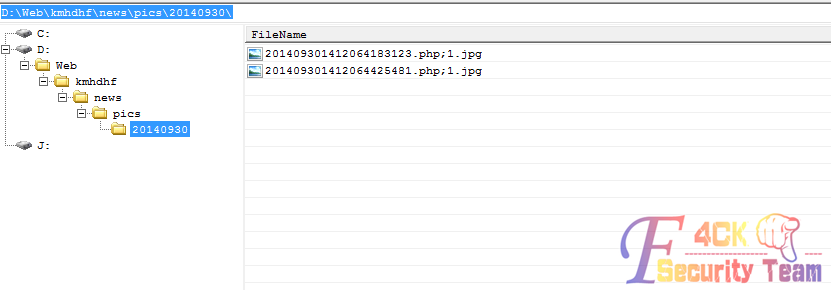 D:\Web\kmhdhf\news\pics\20140930\
C:
D:
Web
kmhdhf
news
pics
20140930
J:
FileName
201409301412064183123.php;1.jpg
201409301412064425481.php;1.jpg
F4CK
Security Team